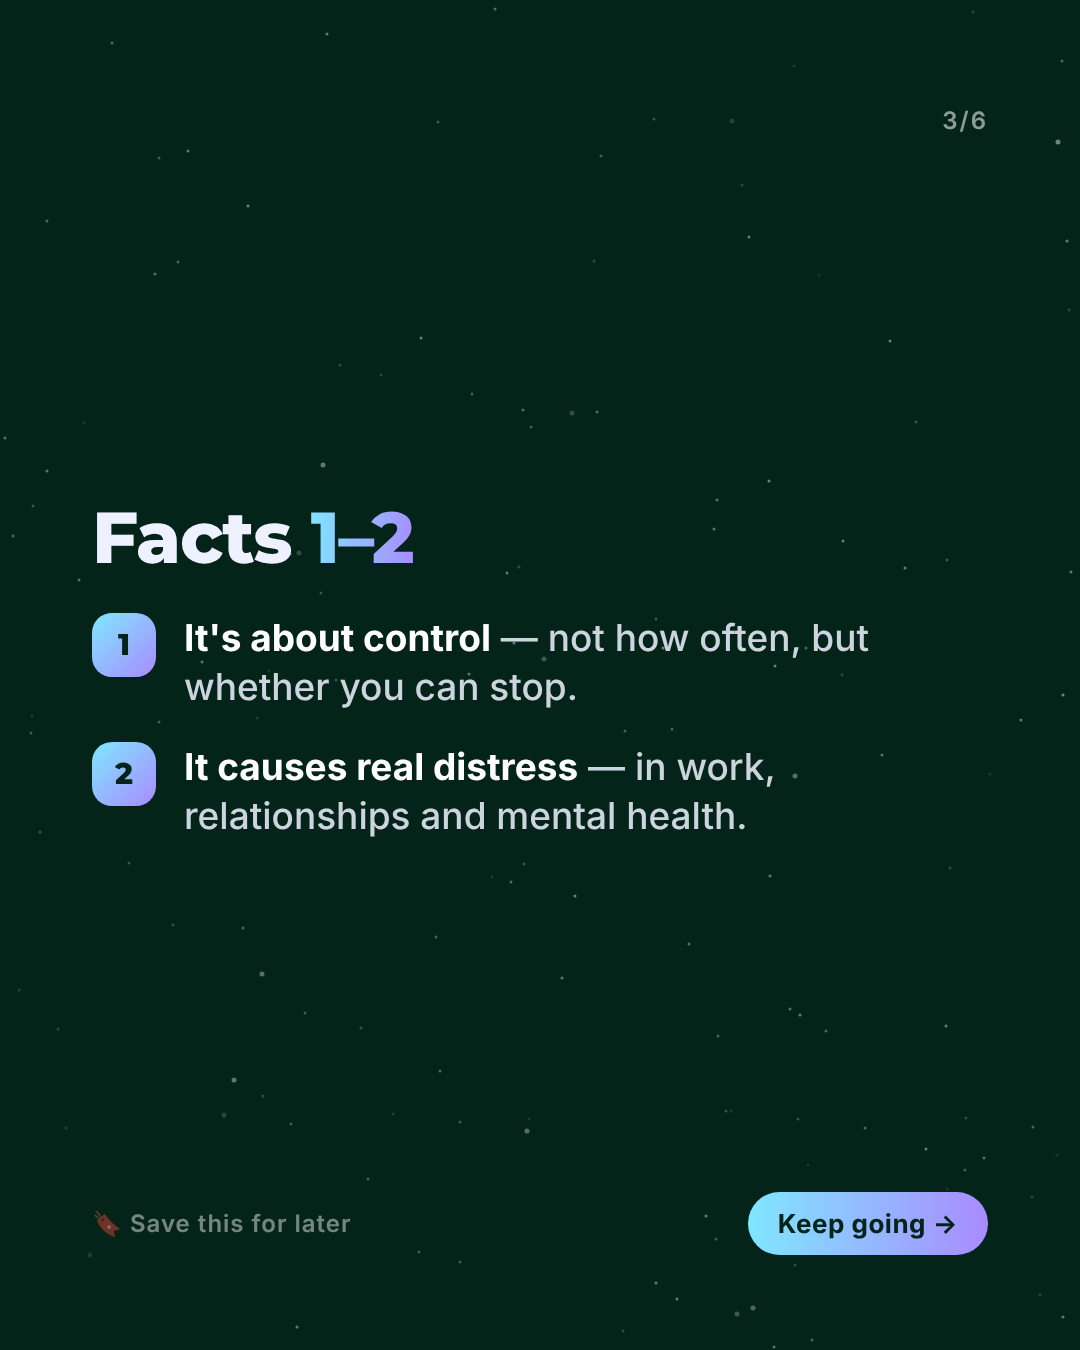 3/6
Facts 1–2
1
It's about control — not how often, but
whether you can stop.
2
It causes real distress — in work,
relationships and mental health.
🔖 Save this for later
Keep going →